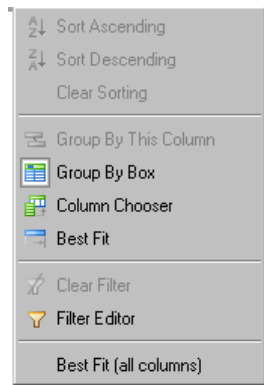 Sort Ascending
Sort Descending
Clear Sorting
Group By This Column
Group By Box
Column Chooser
Best Fit
Clear Filter
Filter Editor
Best Fit (all columns)